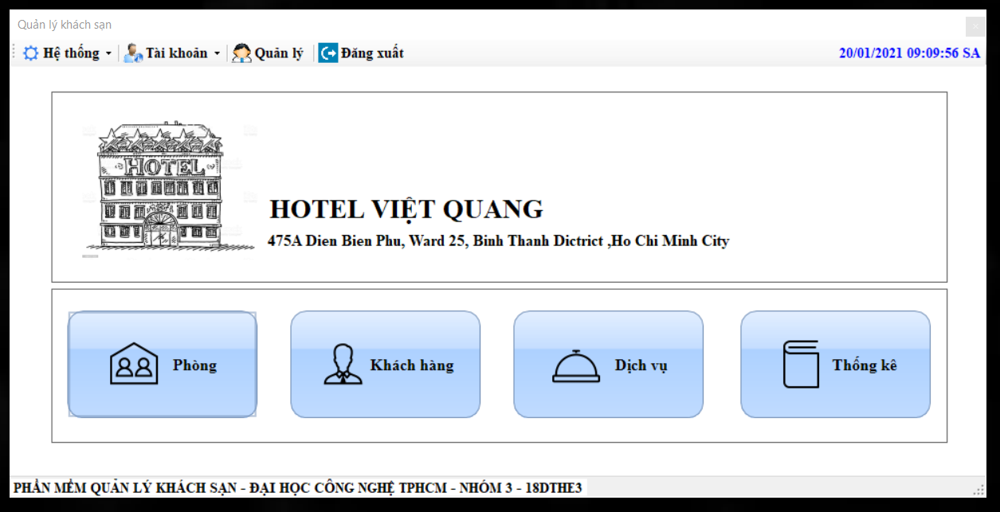 Quản lý khách sạn
Hệ thống Tài khoản Quản lý Đăng xuất 20/01/2021 09:09:56 SA
HOTEL
HOTEL VIỆT QUANG
475A Dien Bien Phu, Ward 25, Binh Thanh Dictrict ,Ho Chi Minh City
Phòng Khách hàng Dịch vụ Thống kê
PHẦN MỀM QUẢN LÝ KHÁCH SẠN - ĐẠI HỌC CÔNG NGHỆ TPHCM - NHÓM 3 - 18DTHE3